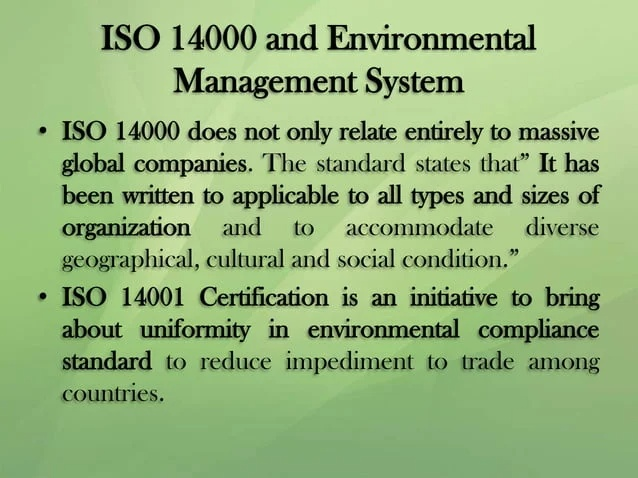 ISO 14000 and Environmental
Management System
• ISO 14000 does not only relate entirely to massive
global companies. The standard states that” It has
been written to applicable to all types and sizes of
organization and to accommodate diverse
geographical, cultural and social condition.”
• ISO 14001 Certification is an initiative to bring
about uniformity in environmental compliance
standard to reduce impediment to trade among
countries.